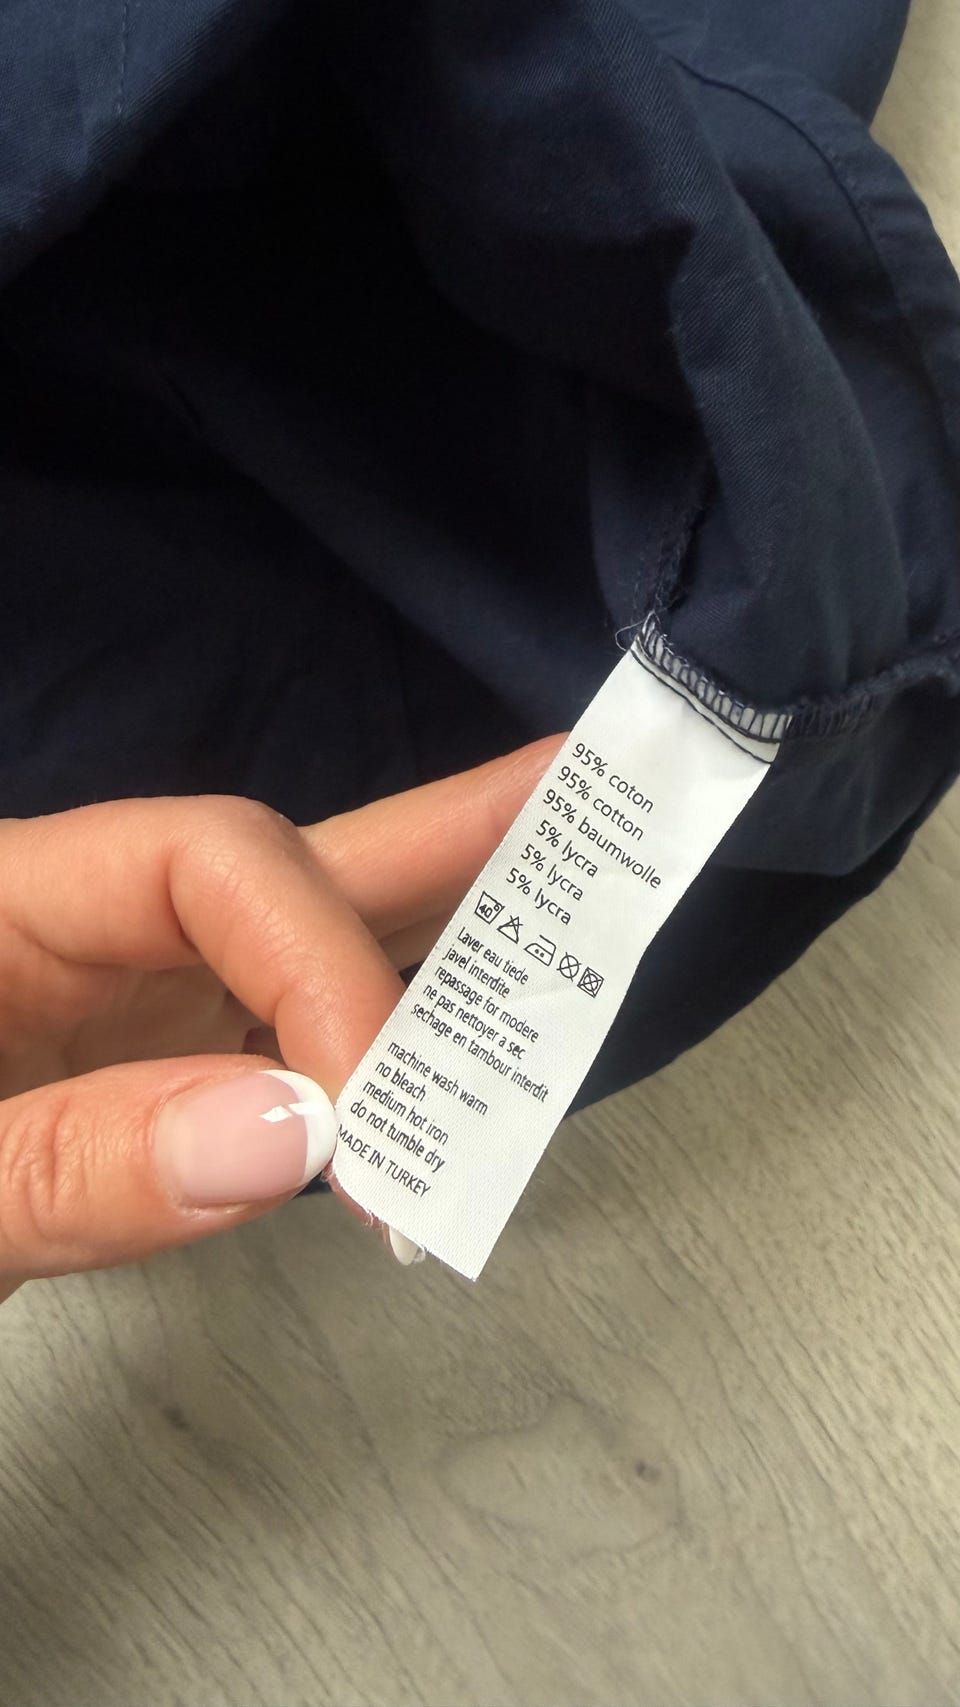 95% coton
95% cotton
95% baumwolle
5% lycra
5% lycra
5% lycra
40°
Laver eau tiede
javel interdite
repassage for modere
ne pas nettoyer a sec
sechage en tambour interdit
machine wash warm
no bleach
medium hot iron
do not tumble dry
MADE IN TURKEY